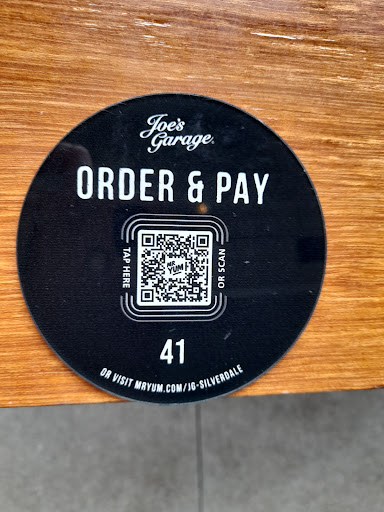 Joe's
Garage
ORDER & PAY
TAP HERE
MR
YUM
OR SCAN
41
OR VISIT MRYUM.COM/JG-SILVERDALE